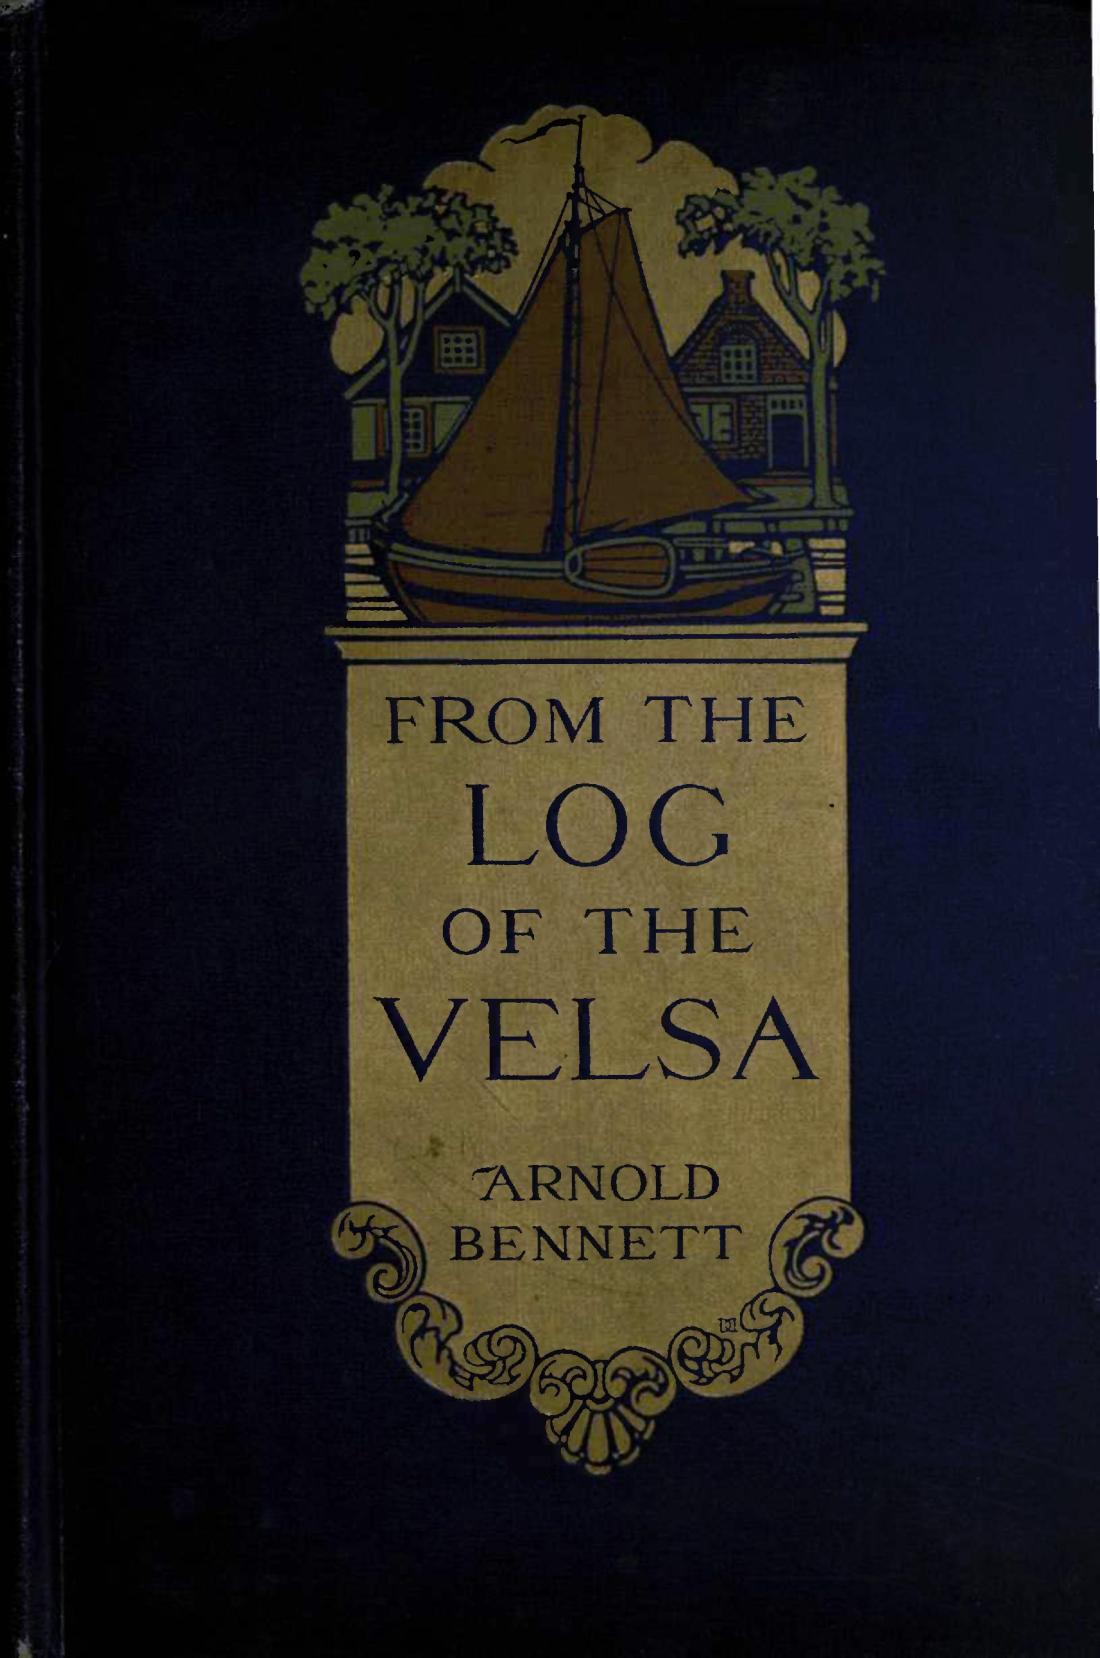 FROM THE
LOG
OF THE
VELSA
ARNOLD
BENNETT